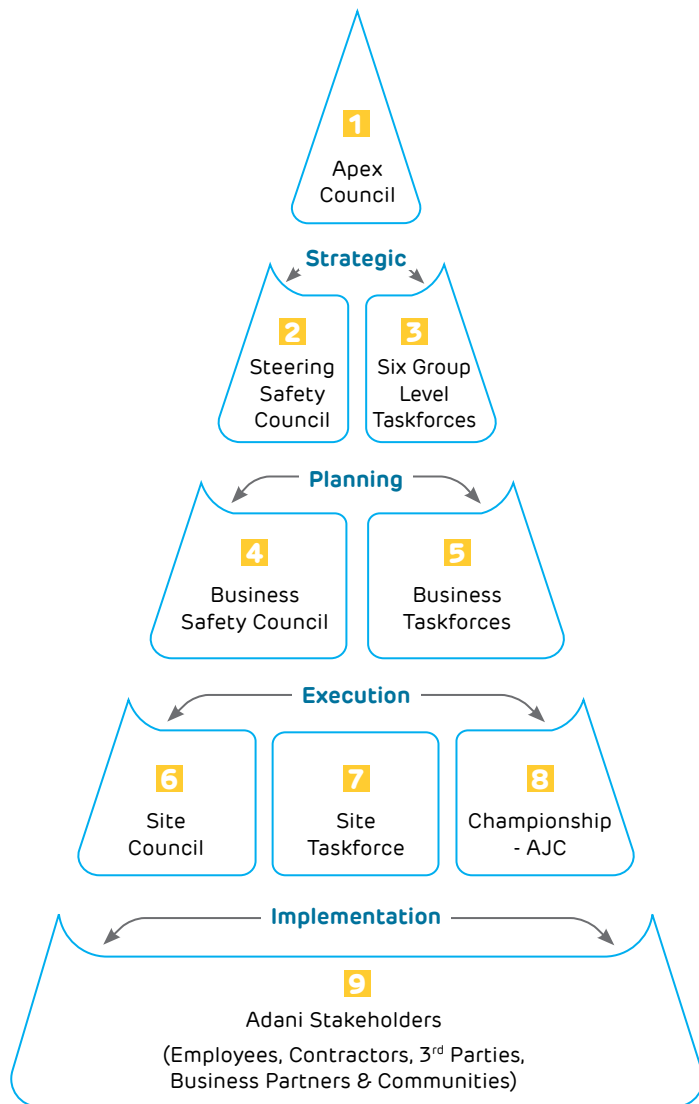 1
Apex
Council
Strategic
2
Steering
Safety
Council
3
Six Group
Level
Taskforces
Planning
4
Business
Safety Council
5
Business
Taskforces
Execution
6
Site
Council
7
Site
Taskforce
8
Championship
- AJC
Implementation
9
Adani Stakeholders
(Employees, Contractors, 3rd Parties,
Business Partners & Communities)